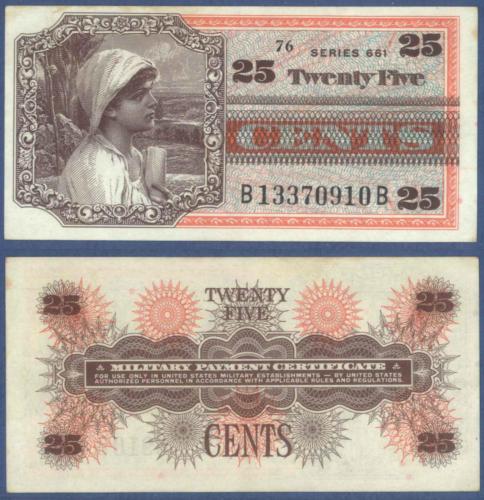 76 SERIES 661 25
25 Twenty Five
CENTS
B13370910B 25
25 TWENTY 25
FIVE
MILITARY PAYMENT CERTIFICATE
FOR USE ONLY IN UNITED STATES MILITARY ESTABLISHMENTS — BY UNITED STATES
AUTHORIZED PERSONNEL IN ACCORDANCE WITH APPLICABLE RULES AND REGULATIONS.
25 CENTS 25